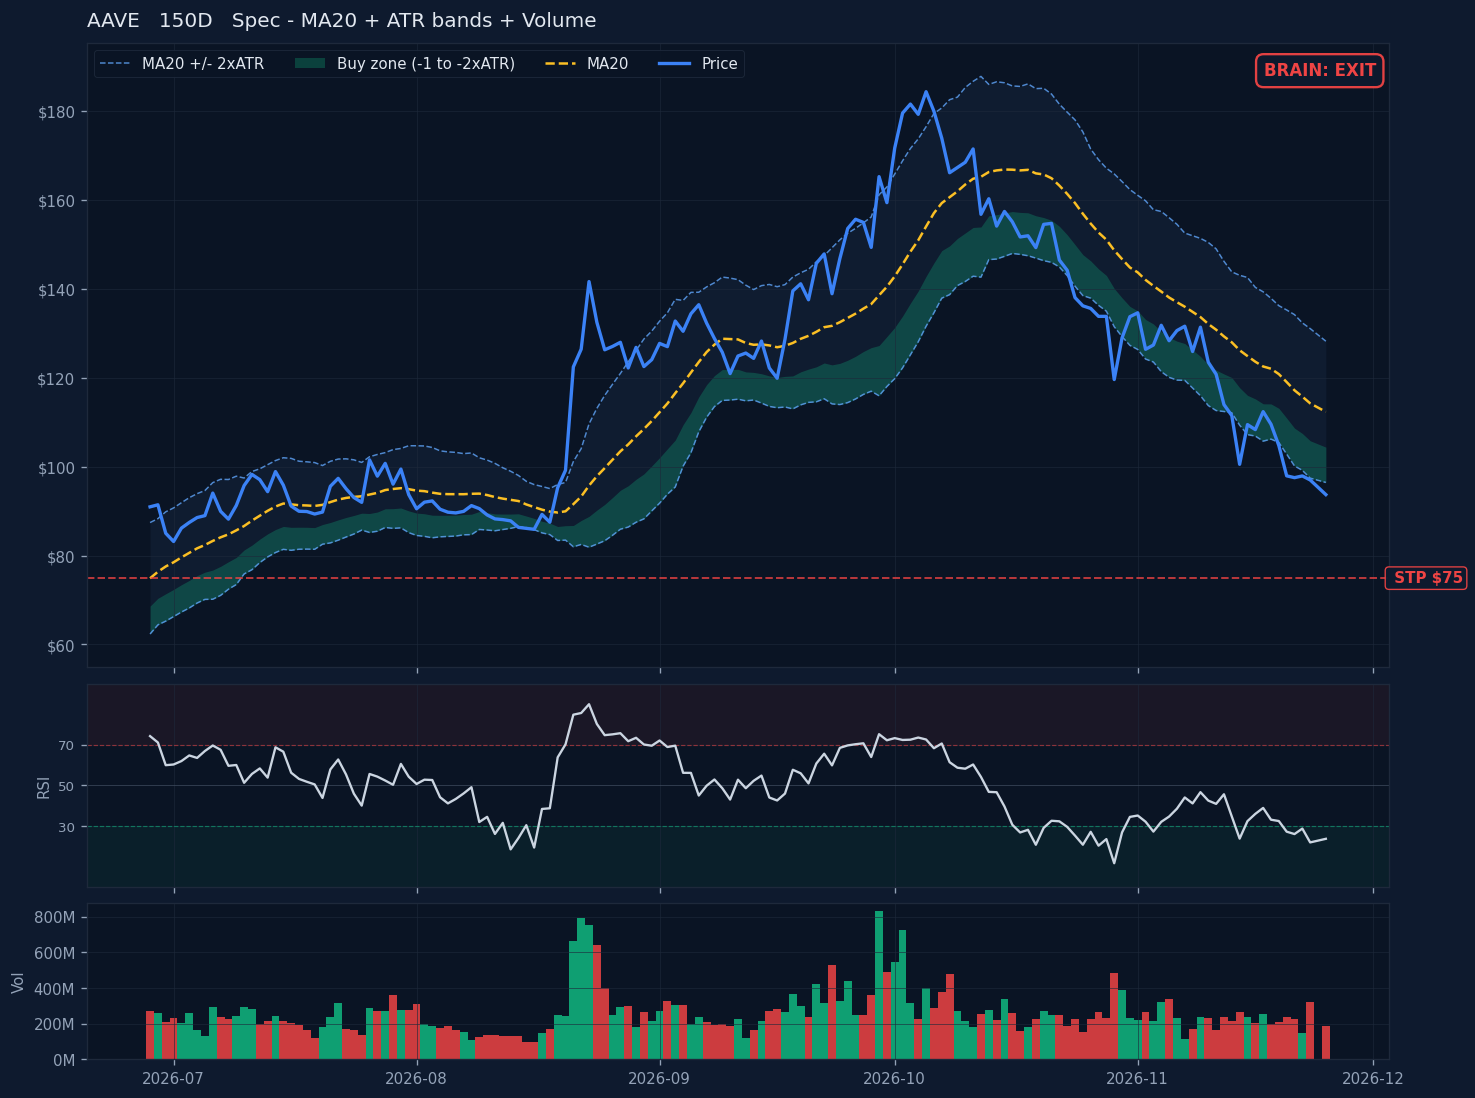 AAVE   150D   Spec - MA20 + ATR bands + Volume
MA20 +/- 2xATR
Buy zone (-1 to -2xATR)
MA20
Price
BRAIN: EXIT
$180
$160
$140
$120
$100
$80
$60
STP $75
RSI
70
50
30
Vol
800M
600M
400M
200M
0M
2026-07
2026-08
2026-09
2026-10
2026-11
2026-12